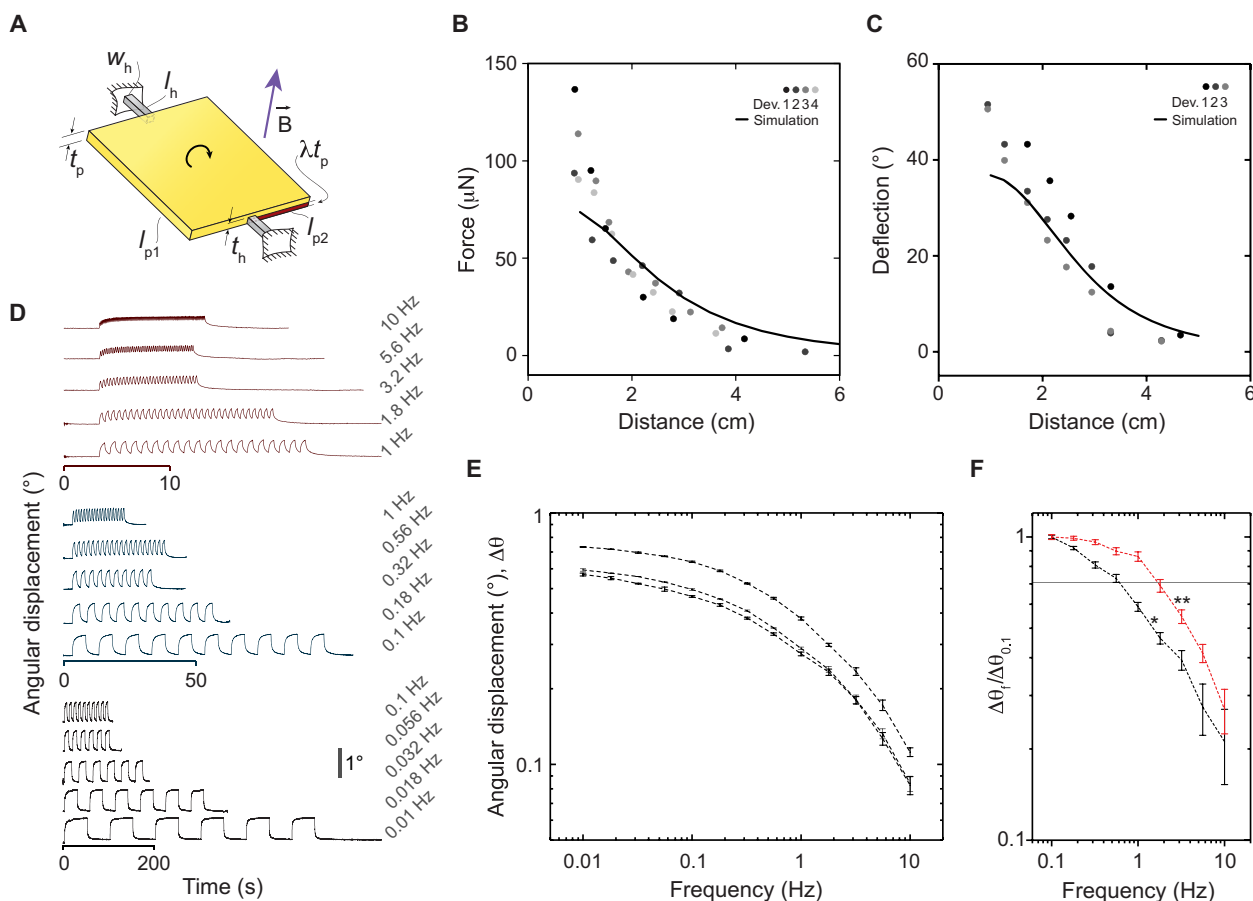 A
w_h
l_h
B
t_p
λt_p
l_p1
t_h
l_p2
B
150
100
50
0
Force (μN)
Dev. 1 2 3 4
Simulation
0 2 4 6
Distance (cm)
C
60
40
20
0
Deflection (°)
Dev. 1 2 3
Simulation
0 2 4 6
Distance (cm)
D
Angular displacement (°)
10 Hz
5.6 Hz
3.2 Hz
1.8 Hz
1 Hz
0 10
1 Hz
0.56 Hz
0.32 Hz
0.18 Hz
0.1 Hz
0 50
0.1 Hz
0.056 Hz
0.032 Hz
0.018 Hz
0.01 Hz
1°
0 200
Time (s)
E
1
0.1
Angular displacement (°), Δθ
0.01 0.1 1 10
Frequency (Hz)
F
1
0.1
Δθ_f/Δθ_0.1
*
**
0.1 1 10
Frequency (Hz)